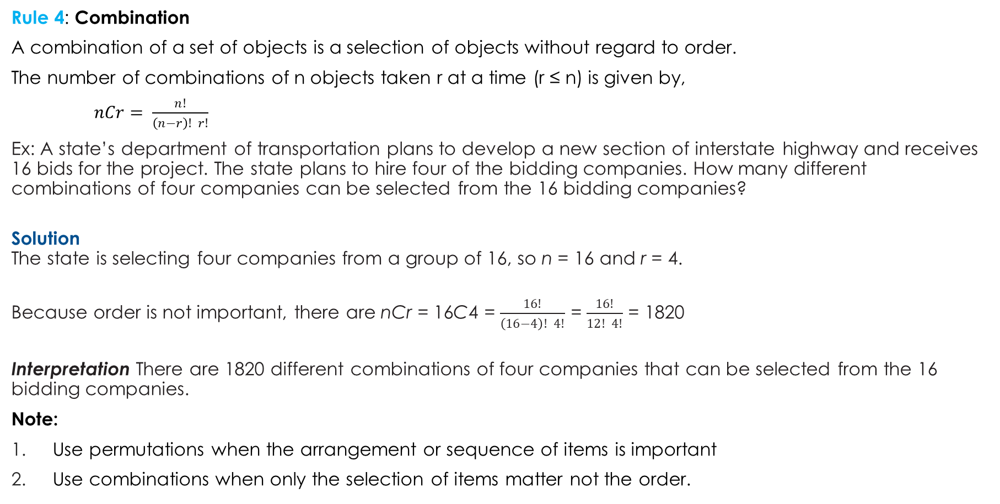 Rule 4: Combination
A combination of a set of objects is a selection of objects without regard to order.
The number of combinations of n objects taken r at a time (r ≤ n) is given by,
nCr = n! / (n−r)! r!
Ex: A state’s department of transportation plans to develop a new section of interstate highway and receives
16 bids for the project. The state plans to hire four of the bidding companies. How many different
combinations of four companies can be selected from the 16 bidding companies?
Solution
The state is selecting four companies from a group of 16, so n = 16 and r = 4.
Because order is not important, there are nCr = 16C4 = 16! / (16−4)! 4! = 16! / 12! 4! = 1820
Interpretation There are 1820 different combinations of four companies that can be selected from the 16
bidding companies.
Note:
1. Use permutations when the arrangement or sequence of items is important
2. Use combinations when only the selection of items matter not the order.